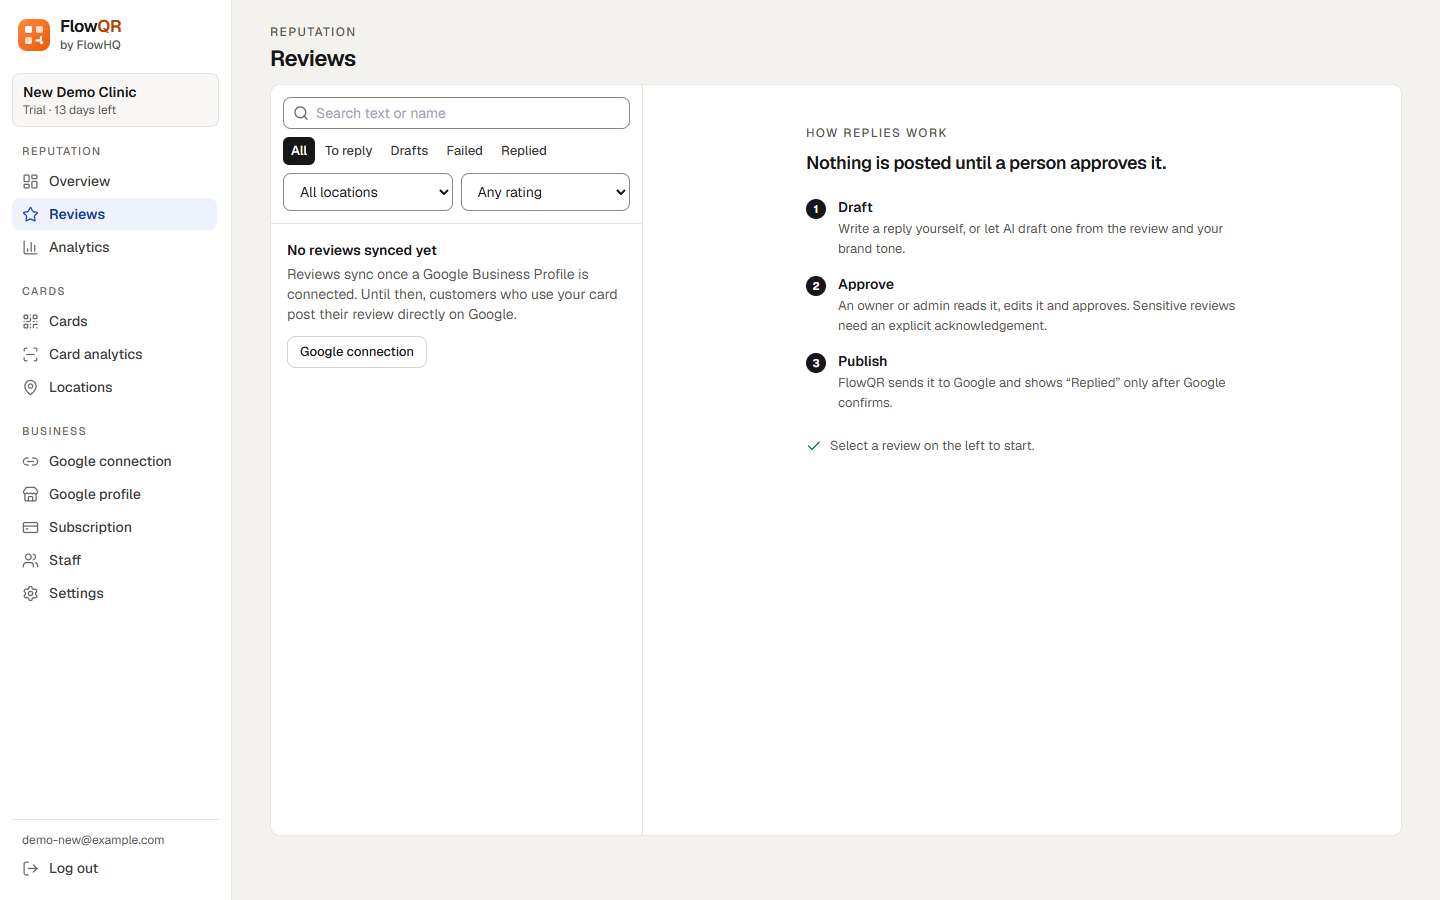 FlowQR
by FlowHQ
New Demo Clinic
Trial · 13 days left
REPUTATION
Overview
Reviews
Analytics
CARDS
Cards
Card analytics
Locations
BUSINESS
Google connection
Google profile
Subscription
Staff
Settings
demo-new@example.com
Log out
REPUTATION
Reviews
Search text or name
All To reply Drafts Failed Replied
All locations Any rating
No reviews synced yet
Reviews sync once a Google Business Profile is
connected. Until then, customers who use your card
post their review directly on Google.
Google connection
HOW REPLIES WORK
Nothing is posted until a person approves it.
1 Draft
Write a reply yourself, or let AI draft one from the review and your
brand tone.
2 Approve
An owner or admin reads it, edits it and approves. Sensitive reviews
need an explicit acknowledgement.
3 Publish
FlowQR sends it to Google and shows “Replied” only after Google
confirms.
Select a review on the left to start.